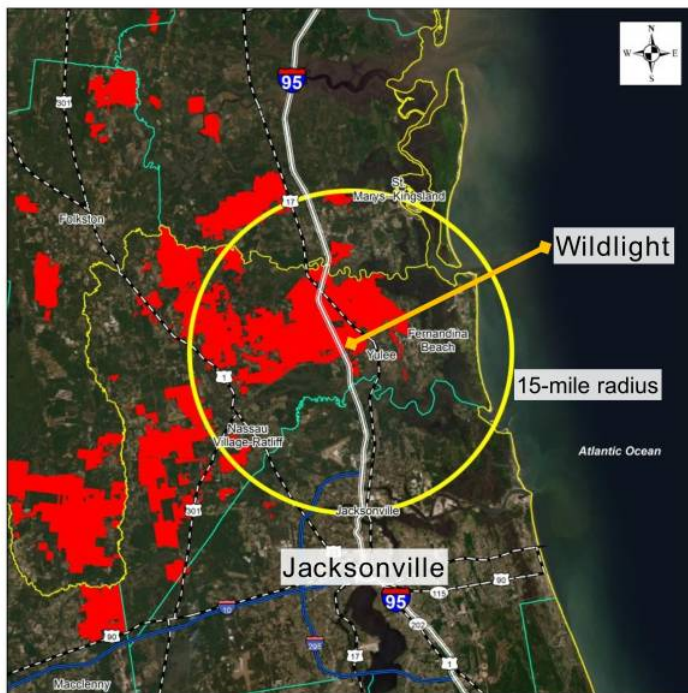 N
W E
S
95
301
17
St.
Marys-Kingsland
Folkston
Wildlight
Fernandina
Beach
Yulee
15-mile radius
1
Nassau
Village-Ratliff
Atlantic Ocean
301
Jacksonville
Jacksonville
95
90
115
10
202
90
295
17
1
Macclenny